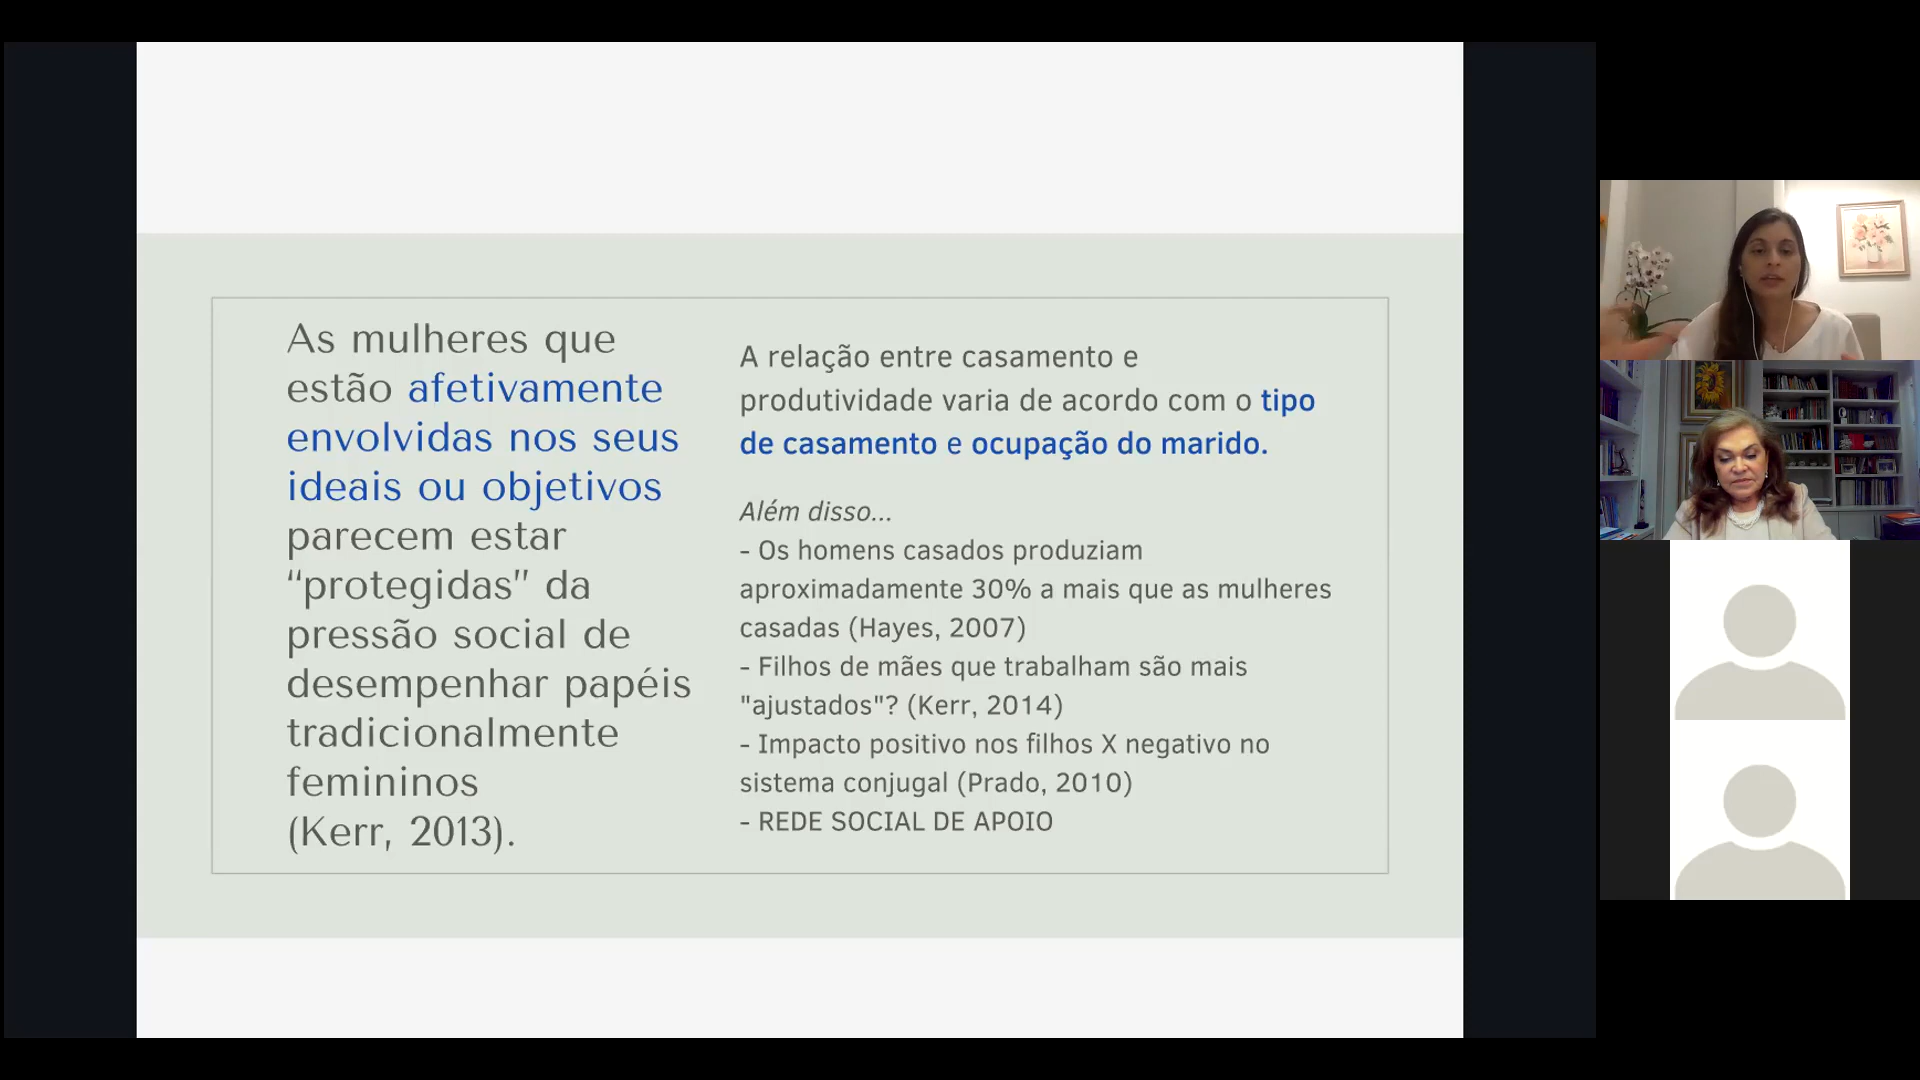 As mulheres que
estão afetivamente
envolvidas nos seus
ideais ou objetivos
parecem estar
“protegidas” da
pressão social de
desempenhar papéis
tradicionalmente
femininos
(Kerr, 2013).
A relação entre casamento e
produtividade varia de acordo com o tipo
de casamento e ocupação do marido.
Além disso...
- Os homens casados produziam
aproximadamente 30% a mais que as mulheres
casadas (Hayes, 2007)
- Filhos de mães que trabalham são mais
"ajustados"? (Kerr, 2014)
- Impacto positivo nos filhos X negativo no
sistema conjugal (Prado, 2010)
- REDE SOCIAL DE APOIO